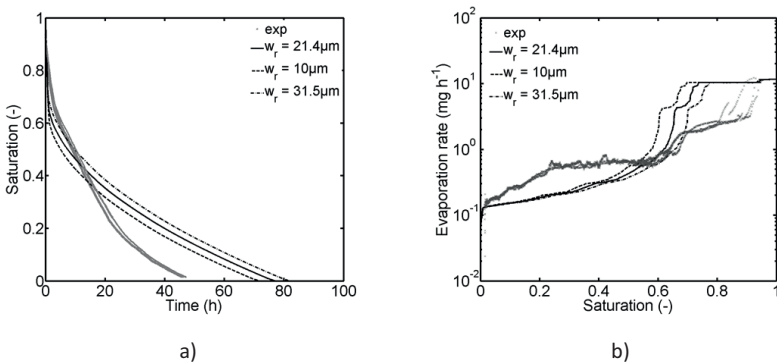 1
0.8
0.6
0.4
0.2
0
0 20 40 60 80 100
Saturation (-)
Time (h)
exp
w_r = 21.4µm
w_r = 10µm
w_r = 31.5µm
a)
10^2
10^1
10^0
10^-1
10^-2
0 0.2 0.4 0.6 0.8 1
Evaporation rate (mg h^-1)
Saturation (-)
exp
w_r = 21.4µm
w_r = 10µm
w_r = 31.5µm
b)